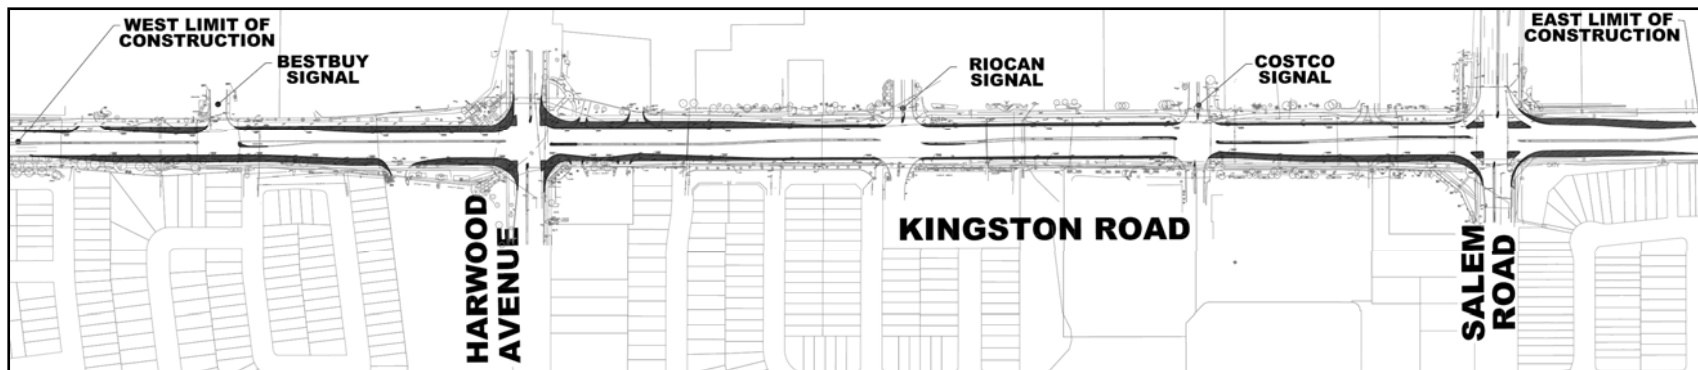 WEST LIMIT OF
CONSTRUCTION
BESTBUY
SIGNAL
RIOCAN
SIGNAL
COSTCO
SIGNAL
EAST LIMIT OF
CONSTRUCTION
HARWOOD
AVENUE
KINGSTON ROAD
SALEM
ROAD